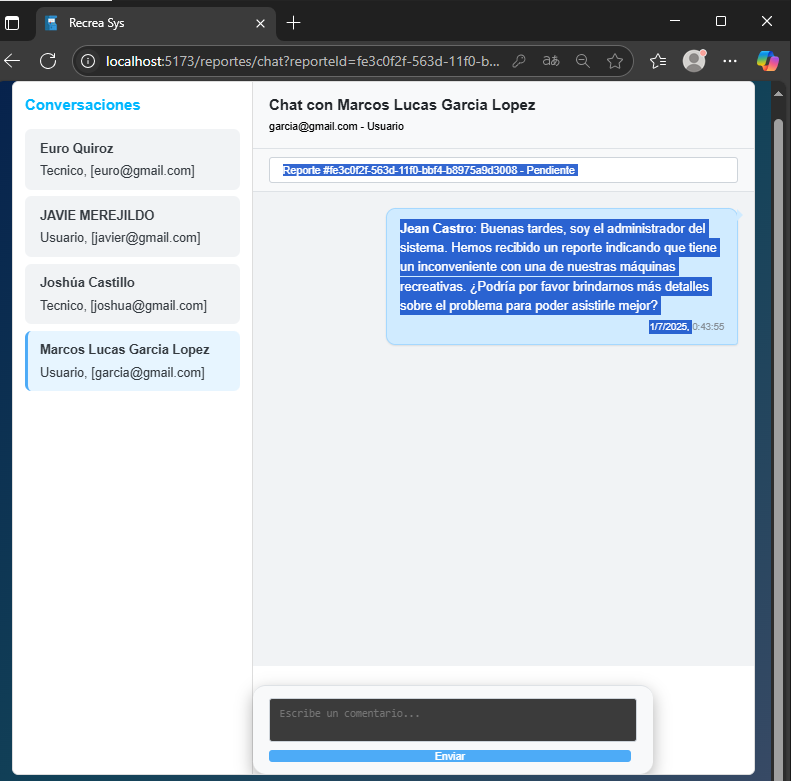 Recrea Sys
localhost:5173/reportes/chat?reporteId=fe3c0f2f-563d-11f0-b...
Conversaciones
Euro Quiroz
Tecnico, [euro@gmail.com]
JAVIE MEREJILDO
Usuario, [javier@gmail.com]
Joshúa Castillo
Tecnico, [joshua@gmail.com]
Marcos Lucas Garcia Lopez
Usuario, [garcia@gmail.com]
Chat con Marcos Lucas Garcia Lopez
garcia@gmail.com - Usuario
Reporte #fe3c0f2f-563d-11f0-bbf4-b8975a9d3008 - Pendiente
Jean Castro: Buenas tardes, soy el administrador del
sistema. Hemos recibido un reporte indicando que tiene
un inconveniente con una de nuestras máquinas
recreativas. ¿Podría por favor brindarnos más detalles
sobre el problema para poder asistirle mejor?
1/7/2025, 0:43:55
Escribe un comentario...
Enviar